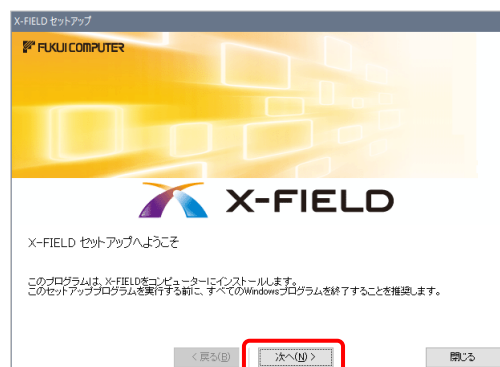 X-FIELD セットアップ
FUKUI COMPUTER
X-FIELD
X-FIELD セットアップへようこそ
このプログラムは、X-FIELDをコンピューターにインストールします。
このセットアッププログラムを実行する前に、すべてのWindowsプログラムを終了することを推奨します。
< 戻る(B)
次へ(N) >
閉じる